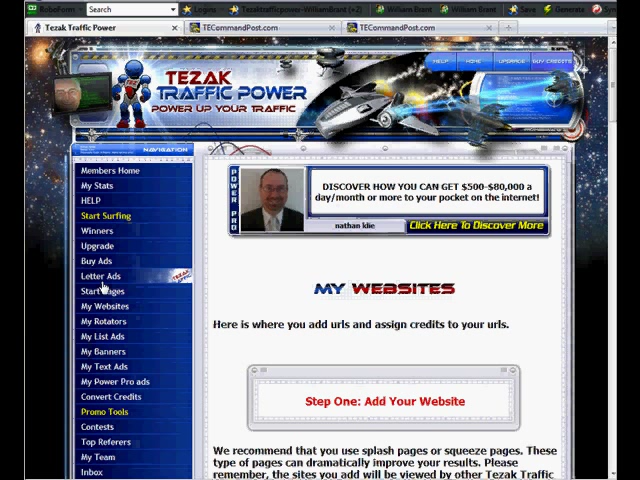 RoboForm
Search
Logins
Tezaktrafficpower-WilliamBrant (+2)
William Brant
William Brant
Save
Generate
Tezak Traffic Power
TECommandPost.com
TECommandPost.com
TEZAK
TRAFFIC POWER
POWER UP YOUR TRAFFIC
HELP
HOME
UPGRADE
BUY CREDITS
NAVIGATION
Members Home
My Stats
HELP
Start Surfing
Winners
Upgrade
Buy Ads
Letter Ads
Start Pages
My Websites
My Rotators
My List Ads
My Banners
My Text Ads
My Power Pro ads
Convert Credits
Promo Tools
Contests
Top Referers
My Team
Inbox
POWER PRO
DISCOVER HOW YOU CAN GET $500-$80,000 a
day/month or more to your pocket on the internet!
nathan klie
Click Here To Discover More
MY WEBSITES
Here is where you add urls and assign credits to your urls.
Step One: Add Your Website
We recommend that you use splash pages or squeeze pages. These
type of pages can dramatically improve your results. Please
remember, the sites you add will be viewed by other Tezak Traffic